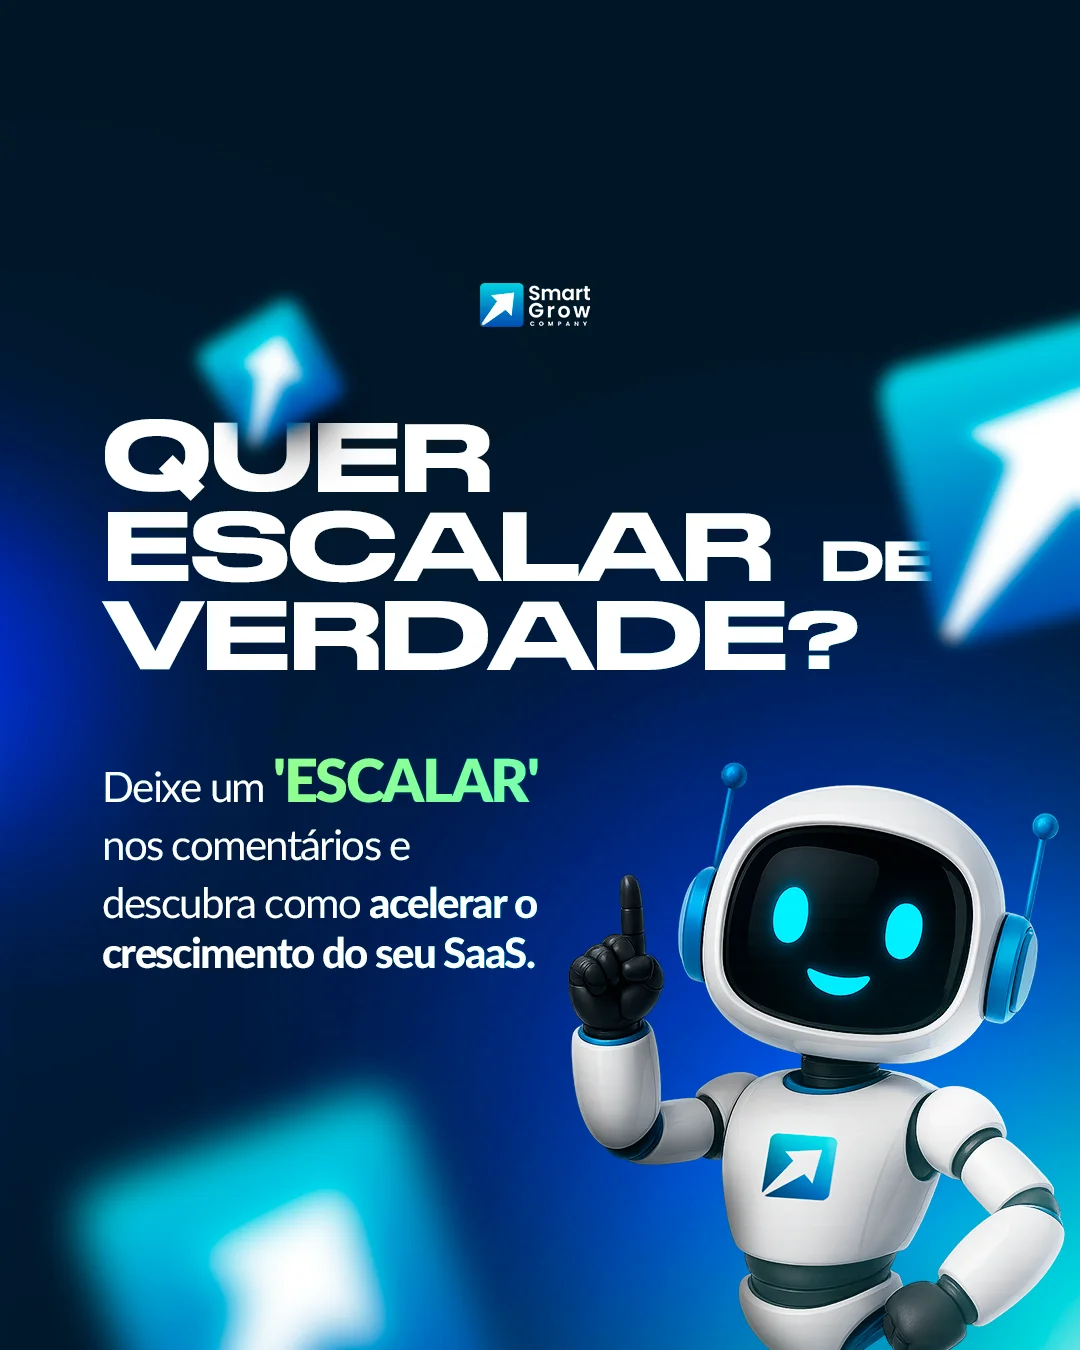 Smart
Grow
COMPANY
QUER
ESCALAR DE
VERDADE?
Deixe um 'ESCALAR'
nos comentários e
descubra como acelerar o
crescimento do seu SaaS.